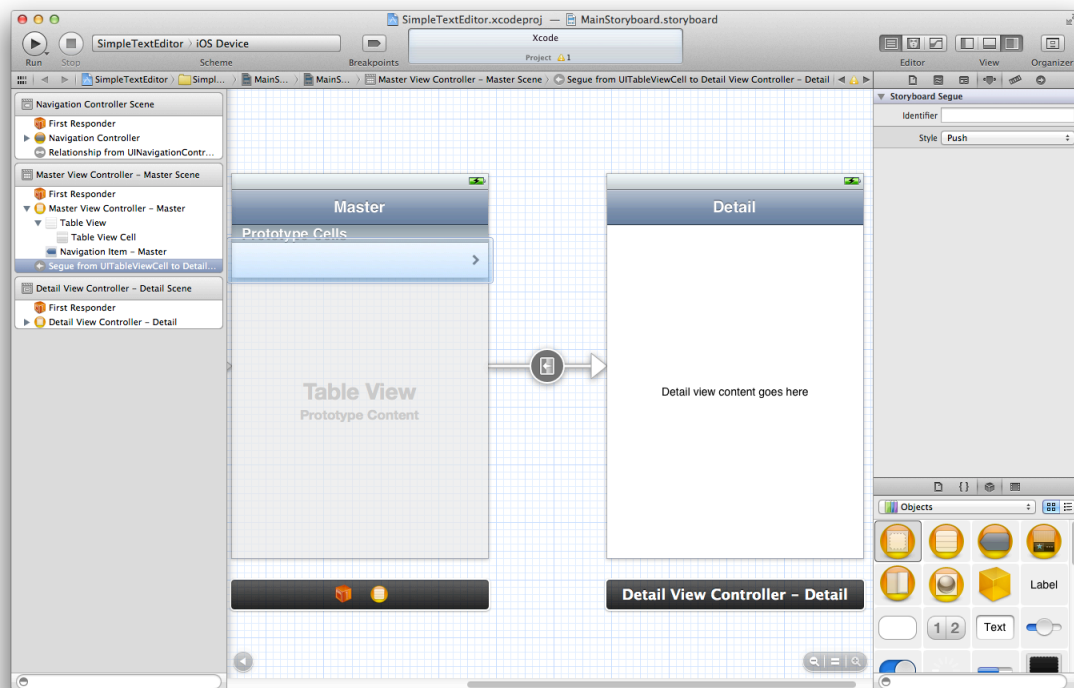 SimpleTextEditor.xcodeproj — MainStoryboard.storyboard
SimpleTextEditor › iOS Device
Xcode
Project 1
Run
Stop
Scheme
Breakpoints
Editor
View
Organizer
SimpleTextEditor
Simpl...
MainS...
MainS...
Master View Controller – Master Scene
Segue from UITableViewCell to Detail View Controller – Detail
Navigation Controller Scene
First Responder
Navigation Controller
Relationship from UINavigationContr...
Master View Controller – Master Scene
First Responder
Master View Controller – Master
Table View
Table View Cell
Navigation Item – Master
Segue from UITableViewCell to Detail...
Detail View Controller – Detail Scene
First Responder
Detail View Controller – Detail
Master
Prototype Cells
Table View
Prototype Content
Detail
Detail view content goes here
Detail View Controller – Detail
Storyboard Segue
Identifier
Style Push
{ }
Objects
Label
1 2
Text